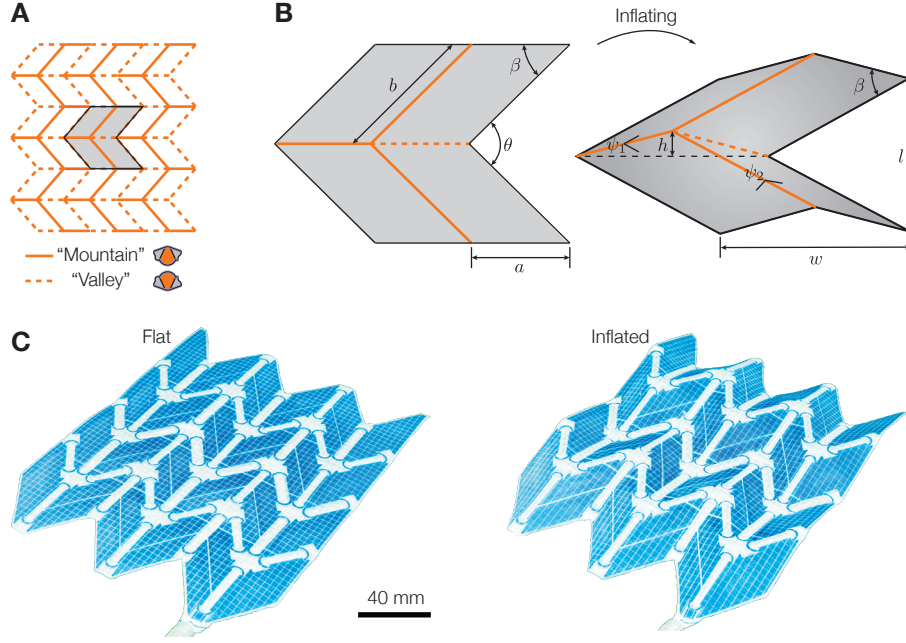 A
"Mountain"
"Valley"
B
Inflating
b
β
θ
a
ψ1
h
ψ2
β
l
w
C
Flat
Inflated
40 mm